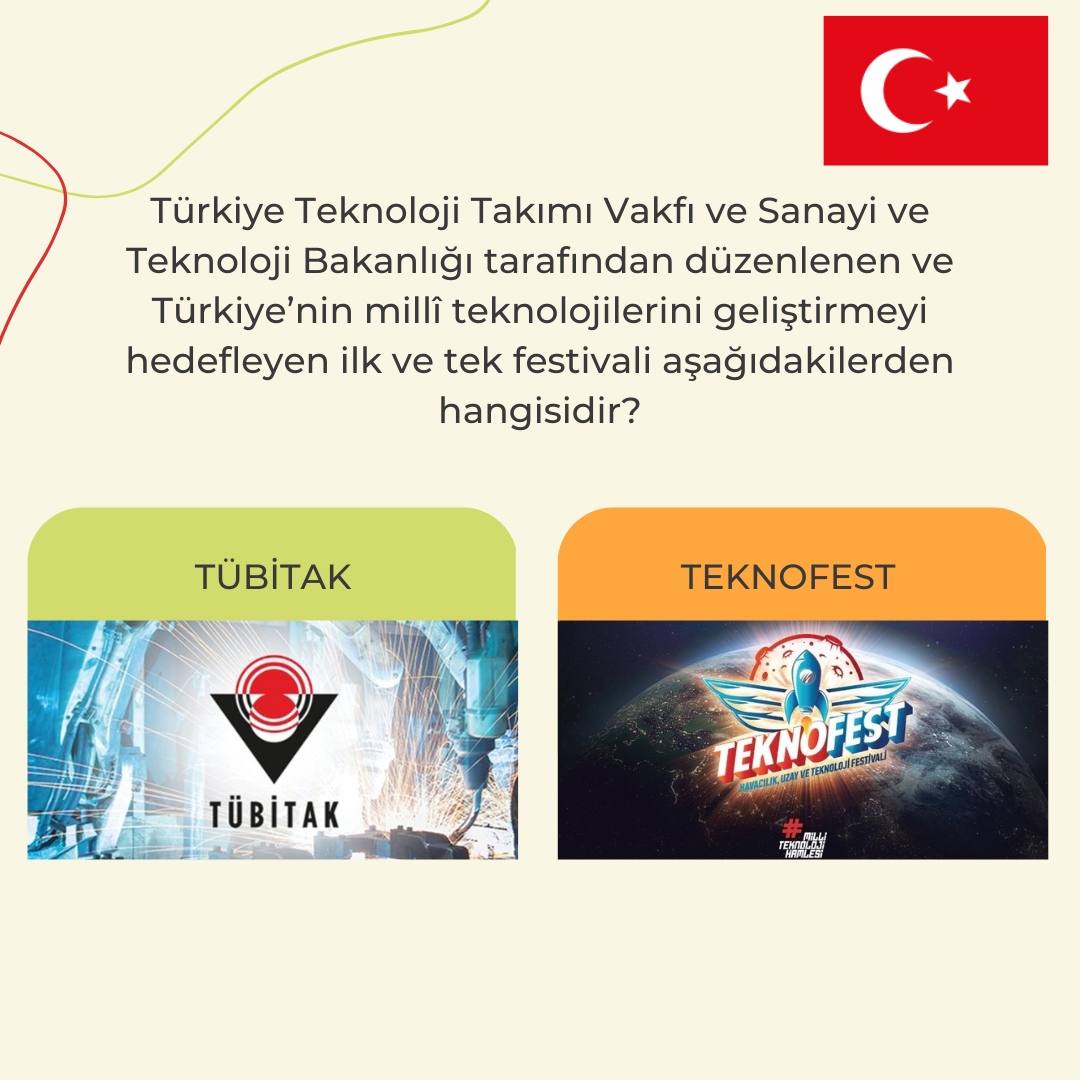 Türkiye Teknoloji Takımı Vakfı ve Sanayi ve
Teknoloji Bakanlığı tarafından düzenlenen ve
Türkiye’nin millî teknolojilerini geliştirmeyi
hedefleyen ilk ve tek festivali aşağıdakilerden
hangisidir?
TÜBİTAK
TEKNOFEST
TÜBİTAK
TEKNOFEST
HAVACILIK, UZAY VE TEKNOLOJİ FESTİVALİ
#MİLLİ
TEKNOLOJİ
HAMLESİ